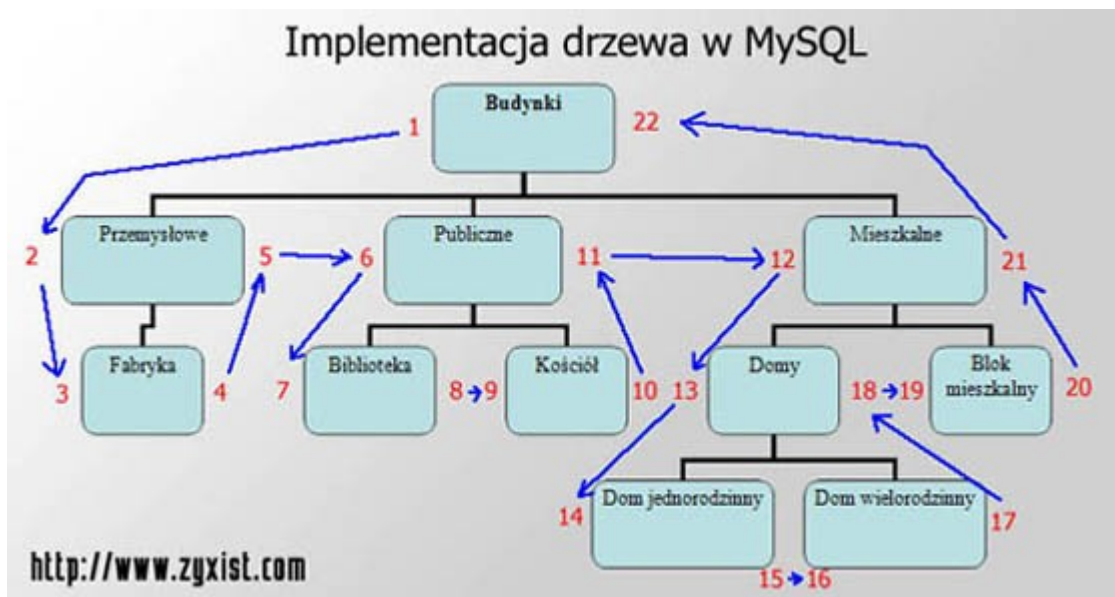 Implementacja drzewa w MySQL
Budynki
1
22
Przemysłowe
Publiczne
Mieszkalne
2
5
6
11
12
21
Fabryka
Biblioteka
Kościół
Domy
Blok
mieszkalny
3
4
7
8
9
10
13
18
19
20
Dom jednorodzinny
Dom wielorodzinny
14
17
15
16
http://www.zyxist.com